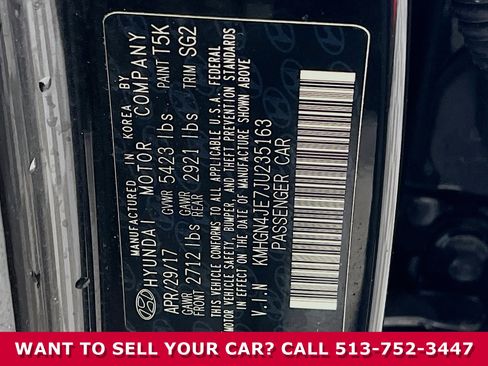 MANUFACTURED IN KOREA BY
HYUNDAI MOTOR COMPANY
APR/29/17 GVWR 5423 lbs PAINT T5K
GAWR FRONT 2712 lbs GAWR REAR 2921 lbs TRIM SG2
THIS VEHICLE CONFORMS TO ALL APPLICABLE U.S.A. FEDERAL
MOTOR VEHICLE SAFETY, BUMPER, AND THEFT PREVENTION STANDARDS
IN EFFECT ON THE DATE OF MANUFACTURE SHOWN ABOVE.
V.I.N KMHGN4JE7JU235163
PASSENGER CAR
WANT TO SELL YOUR CAR? CALL 513-752-3447